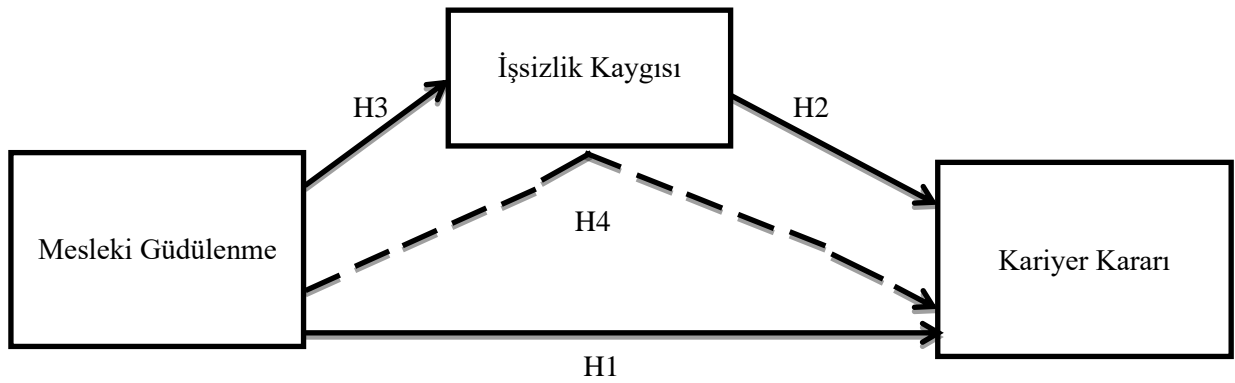 İşsizlik Kaygısı
H3
H2
Mesleki Güdülenme
H4
Kariyer Kararı
H1